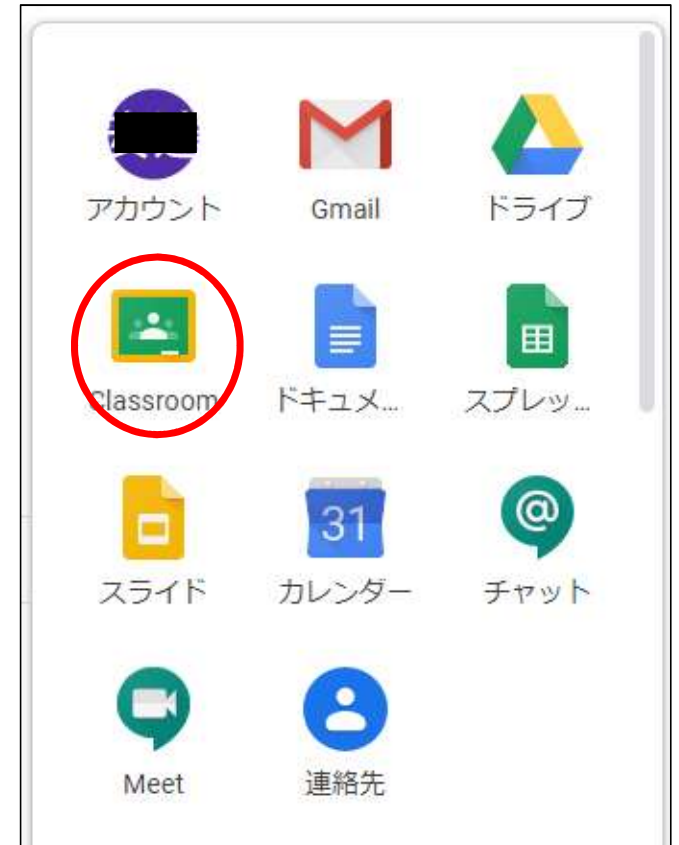 アカウント Gmail ドライブ
Classroom ドキュメ... スプレッ...
31 @
スライド カレンダー チャット
Meet 連絡先